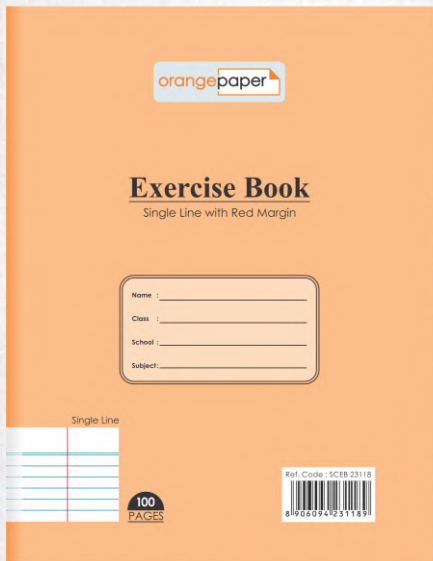 orangepaper
Exercise Book
Single Line with Red Margin
Name :
Class :
School :
Subject:
Single Line
100
PAGES
Ref. Code : SCEB 23118
8 906094 231189